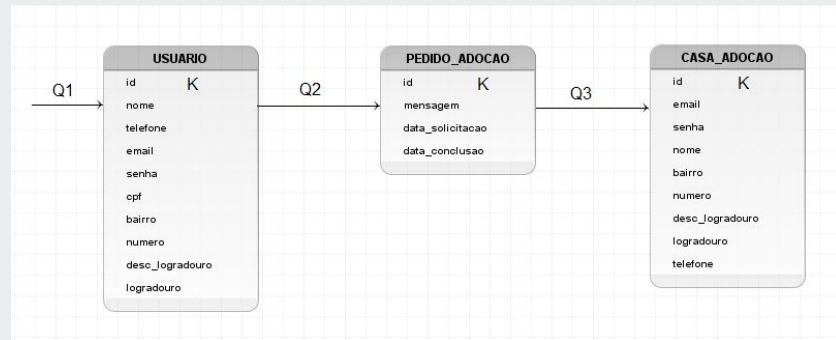 Q1
USUARIO
id K
nome
telefone
email
senha
cpf
bairro
numero
desc_logradouro
logradouro
Q2
PEDIDO_ADOCAO
id K
mensagem
data_solicitacao
data_conclusao
Q3
CASA_ADOCAO
id K
email
senha
nome
bairro
numero
desc_logradouro
logradouro
telefone